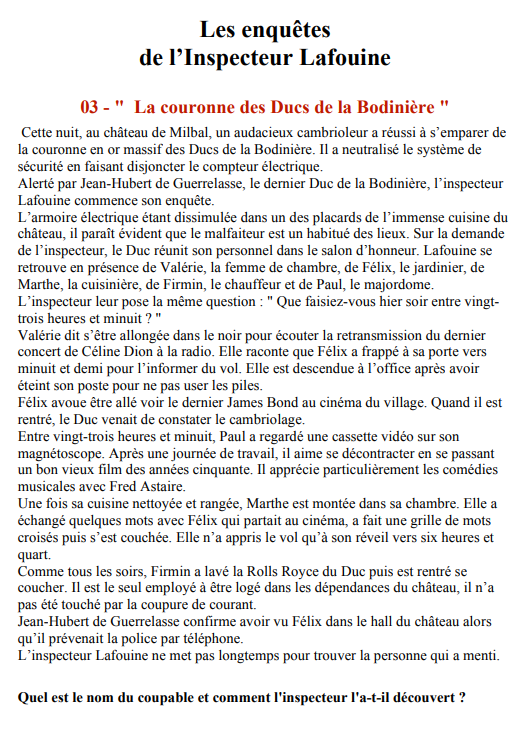 Les enquêtes
de l’Inspecteur Lafouine
03 - " La couronne des Ducs de la Bodinière "
Cette nuit, au château de Milbal, un audacieux cambrioleur a réussi à s’emparer de
la couronne en or massif des Ducs de la Bodinière. Il a neutralisé le système de
sécurité en faisant disjoncter le compteur électrique.
Alerté par Jean-Hubert de Guerrelasse, le dernier Duc de la Bodinière, l’inspecteur
Lafouine commence son enquête.
L’armoire électrique étant dissimulée dans un des placards de l’immense cuisine du
château, il paraît évident que le malfaiteur est un habitué des lieux. Sur la demande
de l’inspecteur, le Duc réunit son personnel dans le salon d’honneur. Lafouine se
retrouve en présence de Valérie, la femme de chambre, de Félix, le jardinier, de
Marthe, la cuisinière, de Firmin, le chauffeur et de Paul, le majordome.
L’inspecteur leur pose la même question : " Que faisiez-vous hier soir entre vingt-
trois heures et minuit ? "
Valérie dit s’être allongée dans le noir pour écouter la retransmission du dernier
concert de Céline Dion à la radio. Elle raconte que Félix a frappé à sa porte vers
minuit et demi pour l’informer du vol. Elle est descendue à l’office après avoir
éteint son poste pour ne pas user les piles.
Félix avoue être allé voir le dernier James Bond au cinéma du village. Quand il est
rentré, le Duc venait de constater le cambriolage.
Entre vingt-trois heures et minuit, Paul a regardé une cassette vidéo sur son
magnétoscope. Après une journée de travail, il aime se décontracter en se passant
un bon vieux film des années cinquante. Il apprécie particulièrement les comédies
musicales avec Fred Astaire.
Une fois sa cuisine nettoyée et rangée, Marthe est montée dans sa chambre. Elle a
échangé quelques mots avec Félix qui partait au cinéma, a fait une grille de mots
croisés puis s’est couchée. Elle n’a appris le vol qu’à son réveil vers six heures et
quart.
Comme tous les soirs, Firmin a lavé la Rolls Royce du Duc puis est rentré se
coucher. Il est le seul employé à être logé dans les dépendances du château, il n’a
pas été touché par la coupure de courant.
Jean-Hubert de Guerrelasse confirme avoir vu Félix dans le hall du château alors
qu’il prévenait la police par téléphone.
L’inspecteur Lafouine ne met pas longtemps pour trouver la personne qui a menti.
Quel est le nom du coupable et comment l'inspecteur l'a-t-il découvert ?